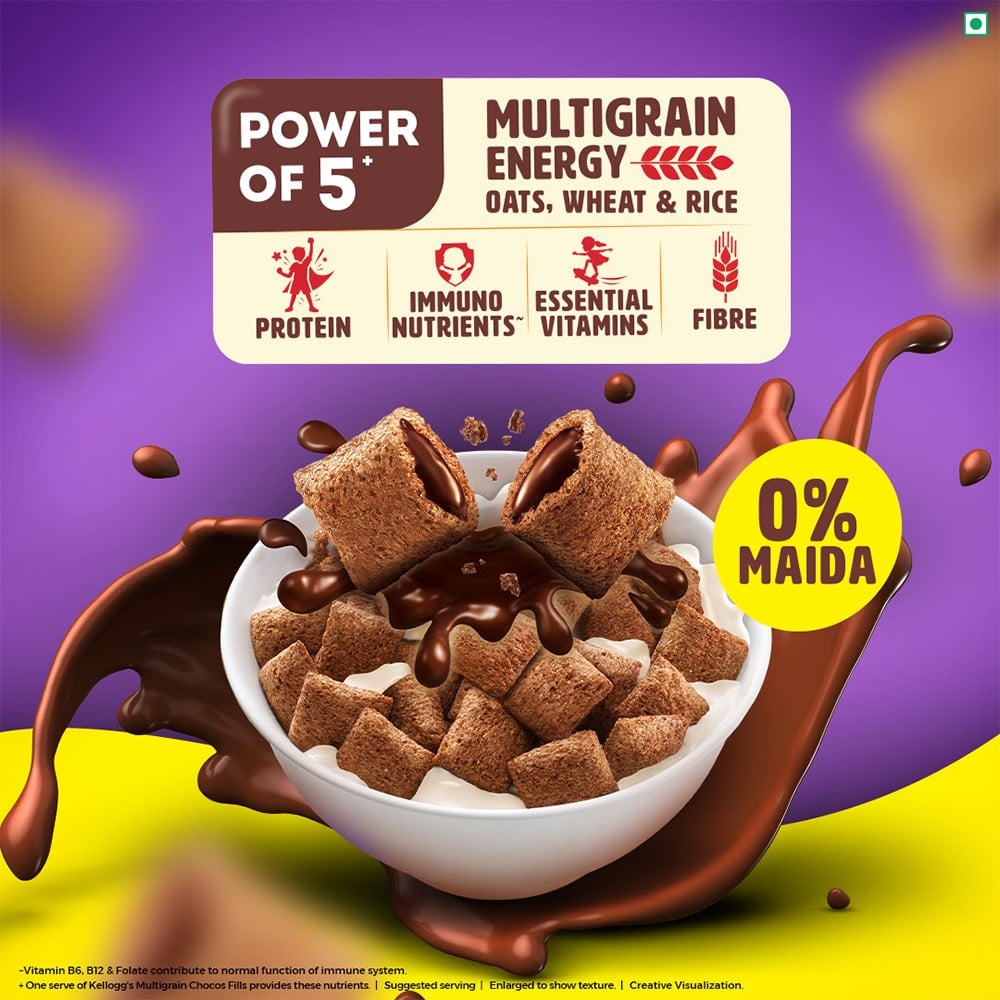 POWER
OF 5+
MULTIGRAIN
ENERGY
OATS, WHEAT & RICE
PROTEIN
IMMUNO
NUTRIENTS~
ESSENTIAL
VITAMINS
FIBRE
0%
MAIDA
~Vitamin B6, B12 & Folate contribute to normal function of immune system.
+ One serve of Kellogg's Multigrain Chocos Fills provides these nutrients. | Suggested serving | Enlarged to show texture. | Creative Visualization.